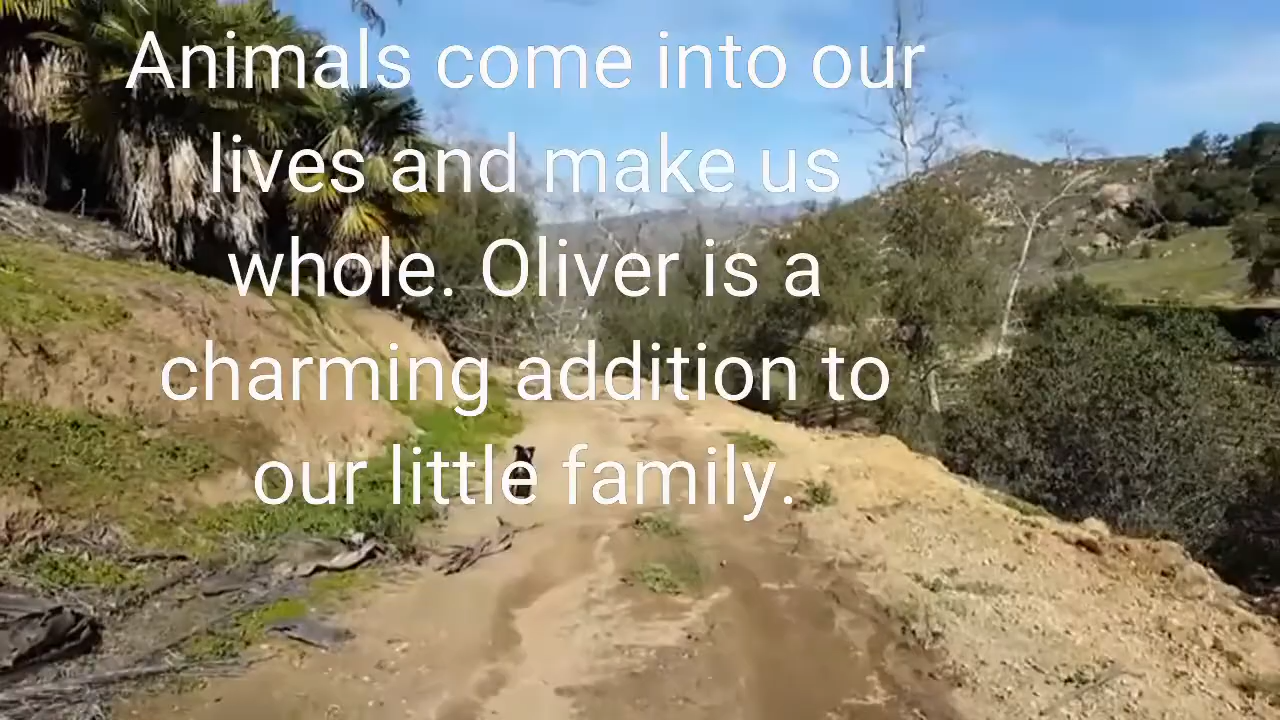 Animals come into our
lives and make us
whole. Oliver is a
charming addition to
our little family.